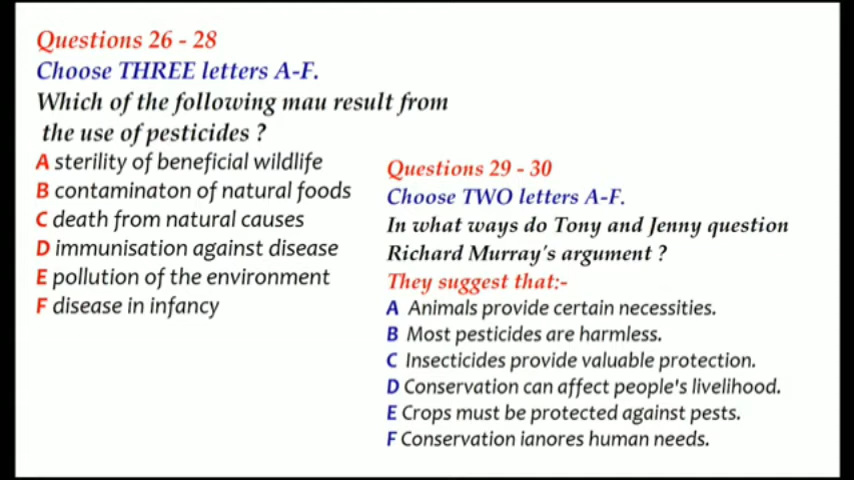 Questions 26 - 28
Choose THREE letters A-F.
Which of the following mau result from
the use of pesticides ?
A sterility of beneficial wildlife
B contaminaton of natural foods
C death from natural causes
D immunisation against disease
E pollution of the environment
F disease in infancy
Questions 29 - 30
Choose TWO letters A-F.
In what ways do Tony and Jenny question
Richard Murray's argument ?
They suggest that:-
A Animals provide certain necessities.
B Most pesticides are harmless.
C Insecticides provide valuable protection.
D Conservation can affect people's livelihood.
E Crops must be protected against pests.
F Conservation ianores human needs.